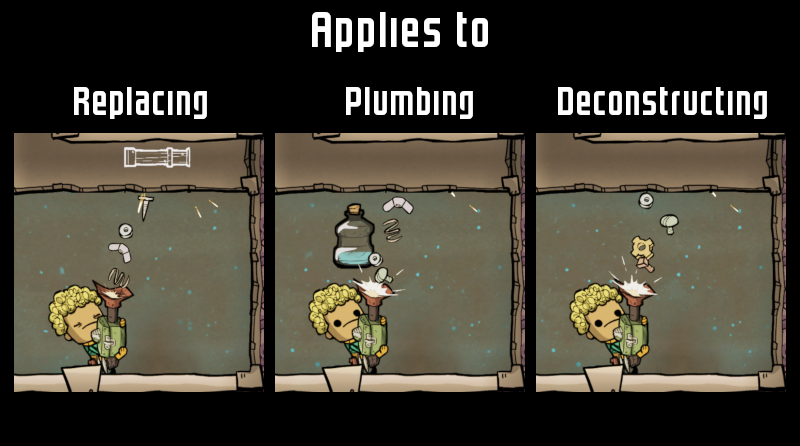 Applies to
Replacing
Plumbing
Deconstructing